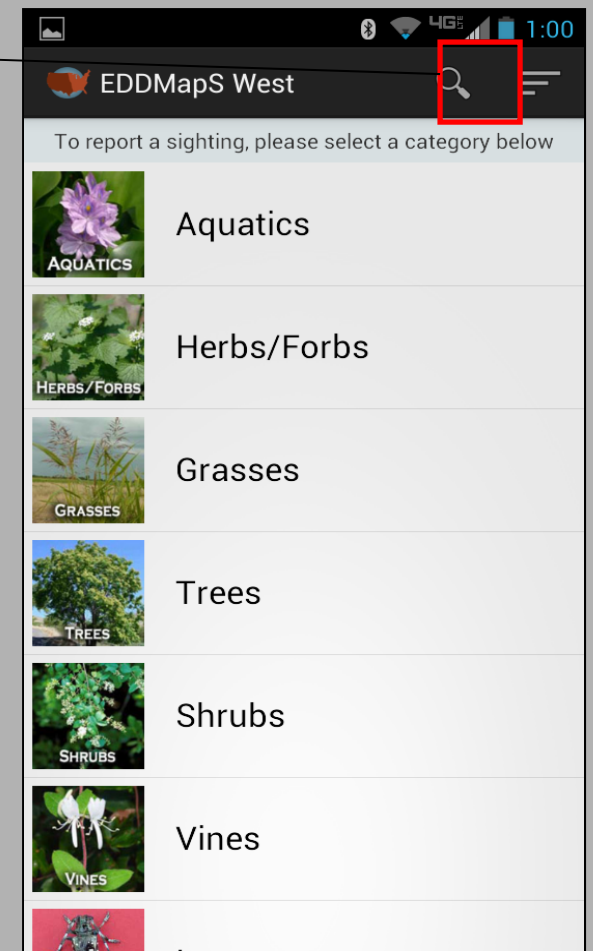 4G 1:00
EDDMapS West
To report a sighting, please select a category below
AQUATICS Aquatics
HERBS/FORBS Herbs/Forbs
GRASSES Grasses
TREES Trees
SHRUBS Shrubs
VINES Vines